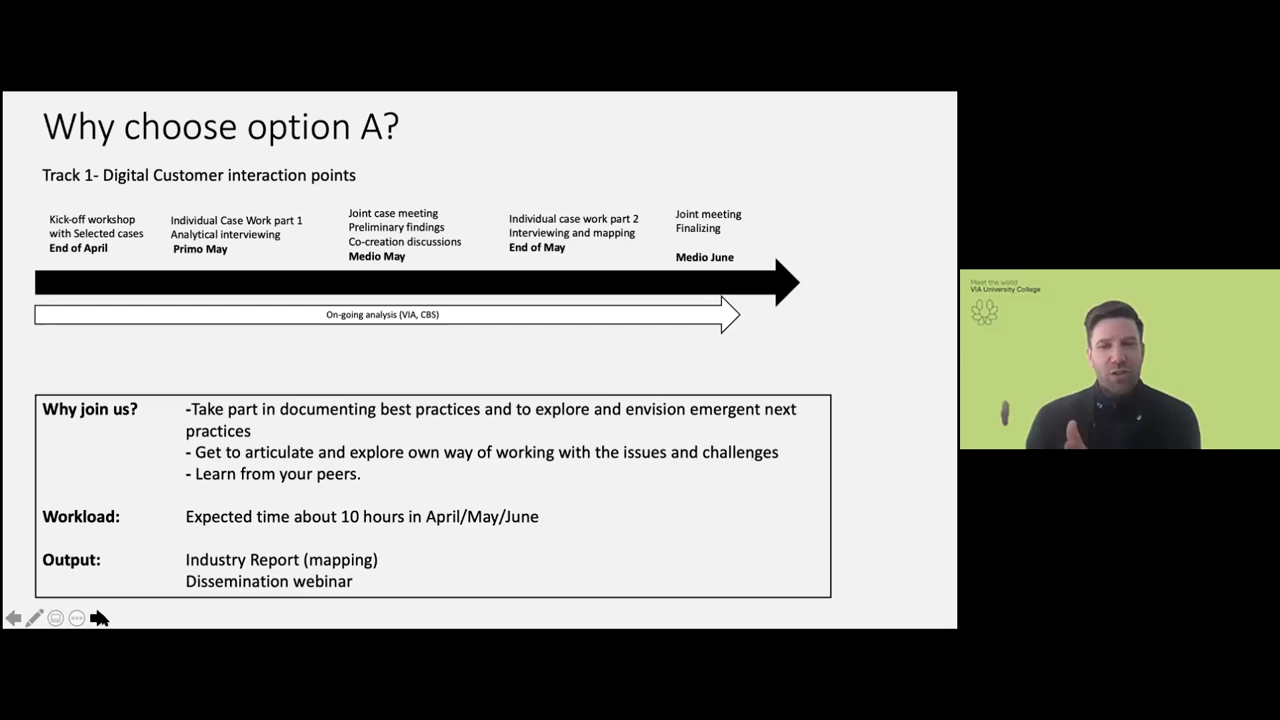 Why choose option A?
Track 1- Digital Customer interaction points
Kick-off workshop
with Selected cases
End of April
Individual Case Work part 1
Analytical interviewing
Primo May
Joint case meeting
Preliminary findings
Co-creation discussions
Medio May
Individual case work part 2
Interviewing and mapping
End of May
Joint meeting
Finalizing
Medio June
On-going analysis (VIA, CBS)
Why join us?
-Take part in documenting best practices and to explore and envision emergent next
practices
- Get to articulate and explore own way of working with the issues and challenges
- Learn from your peers.
Workload:
Expected time about 10 hours in April/May/June
Output:
Industry Report (mapping)
Dissemination webinar
Meet the world
VIA University College